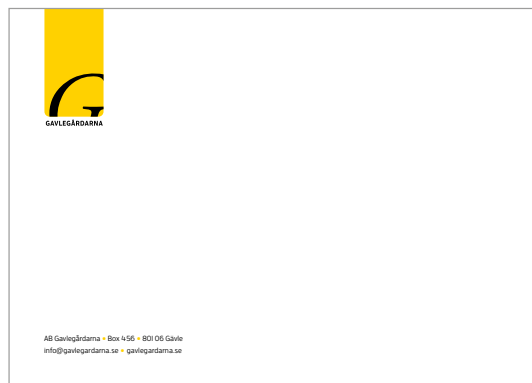 G
GAVLEGÅRDARNA
AB Gavlegårdarna • Box 456 • 801 06 Gävle
info@gavlegardarna.se • gavlegardarna.se